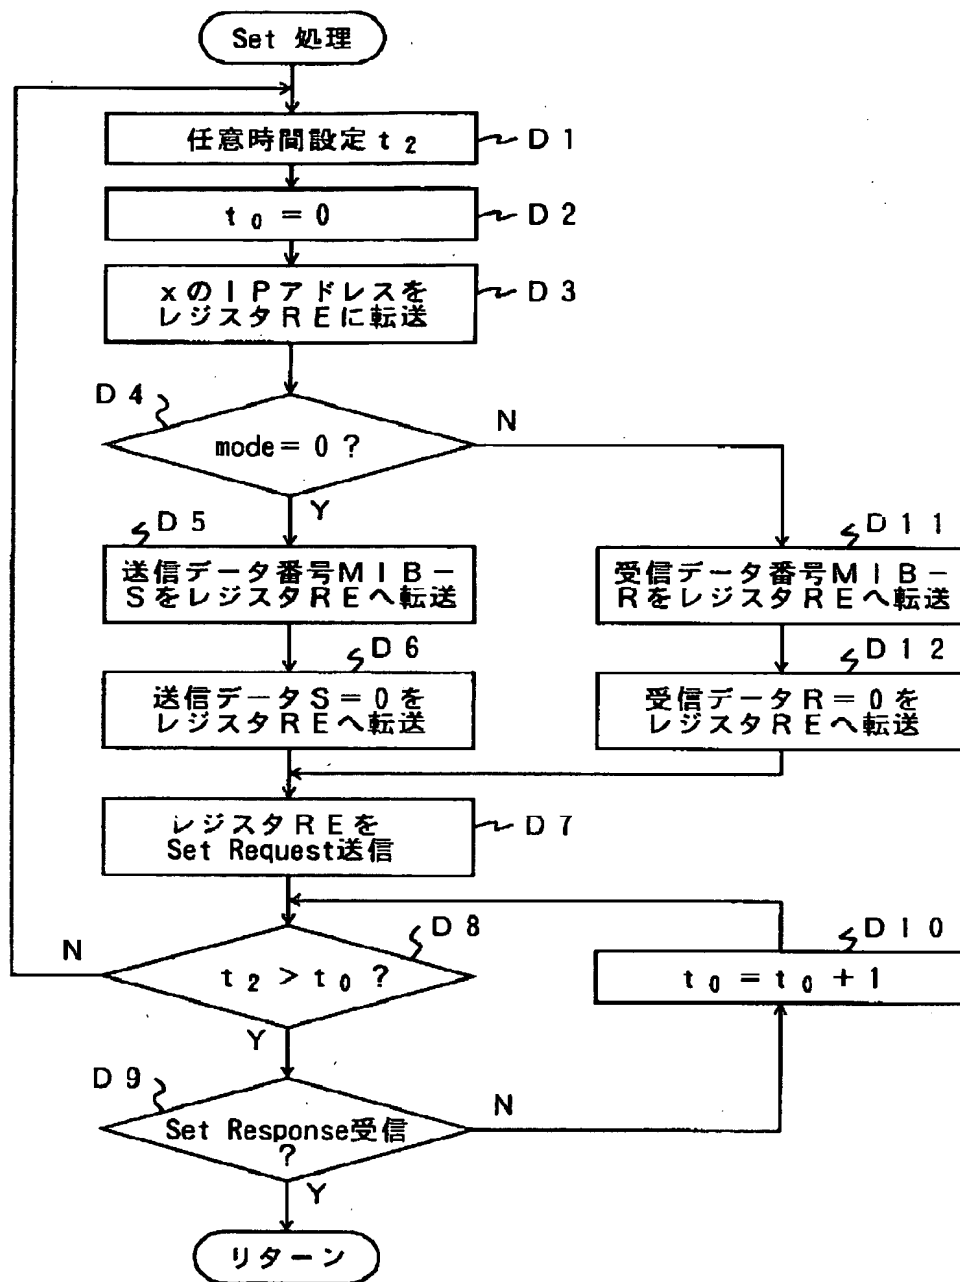 Set 処理
任意時間設定 t₂
D1
t₀ = 0
D2
xのIPアドレスを
レジスタREに転送
D3
D4
mode= 0 ?
N
Y
D5
送信データ番号MIB-
SをレジスタREへ転送
D11
受信データ番号MIB-
RをレジスタREへ転送
D6
送信データS=0を
レジスタREへ転送
D12
受信データR=0を
レジスタREへ転送
レジスタREを
Set Request送信
D7
D8
N
t₂ > t₀ ?
Y
D10
t₀ = t₀ + 1
D9
Set Response受信
?
N
Y
リターン